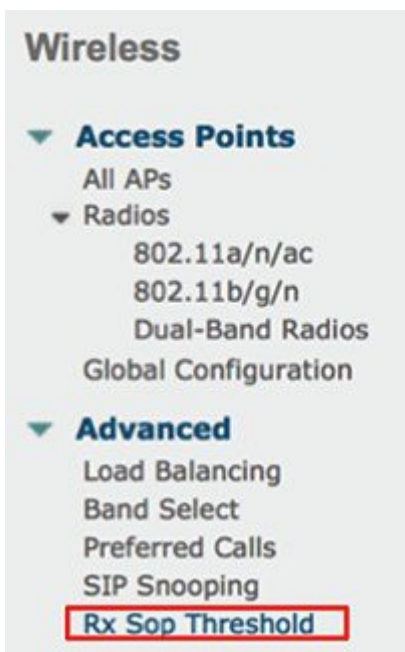 Wireless
Access Points
All APs
Radios
802.11a/n/ac
802.11b/g/n
Dual-Band Radios
Global Configuration
Advanced
Load Balancing
Band Select
Preferred Calls
SIP Snooping
Rx Sop Threshold